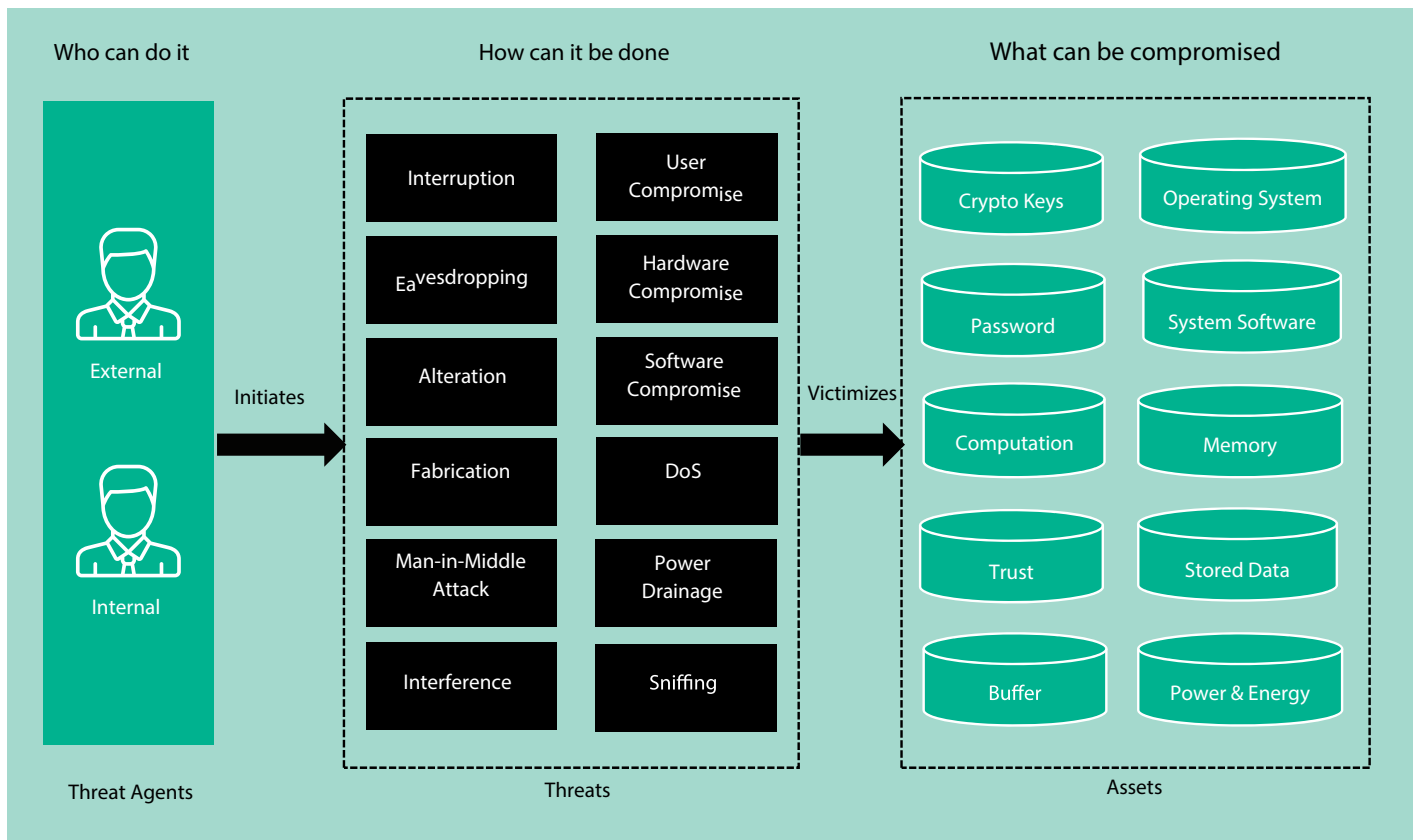 Who can do it
How can it be done
What can be compromised
External
Internal
Threat Agents
Initiates
Interruption
User
Compromise
Eavesdropping
Hardware
Compromise
Alteration
Software
Compromise
Fabrication
DoS
Man-in-Middle
Attack
Power
Drainage
Interference
Sniffing
Threats
Victimizes
Crypto Keys
Operating System
Password
System Software
Computation
Memory
Trust
Stored Data
Buffer
Power & Energy
Assets